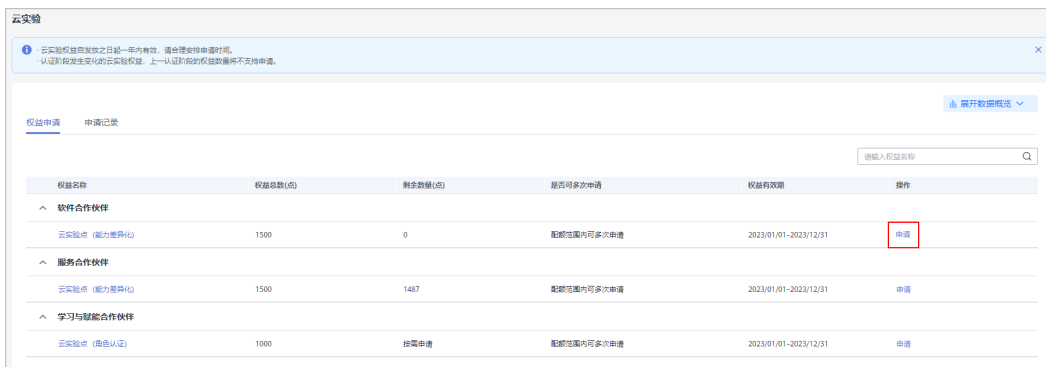 云实验
· 云实验权益自发放之日起一年内有效，请合理安排申请时间。
· 认证阶段发生变化的云实验权益，上一认证阶段的权益数量将不支持申请。
展开数据概览
权益申请 申请记录
请输入权益名称
权益名称 权益总数(点) 剩余数量(点) 是否可多次申请 权益有效期 操作
软件合作伙伴
云实验点（能力差异化） 1500 0 配额范围内可多次申请 2023/01/01-2023/12/31 申请
服务合作伙伴
云实验点（能力差异化） 1500 1487 配额范围内可多次申请 2023/01/01-2023/12/31 申请
学习与赋能合作伙伴
云实验点（角色认证） 1000 按需申请 配额范围内可多次申请 2023/01/01-2023/12/31 申请